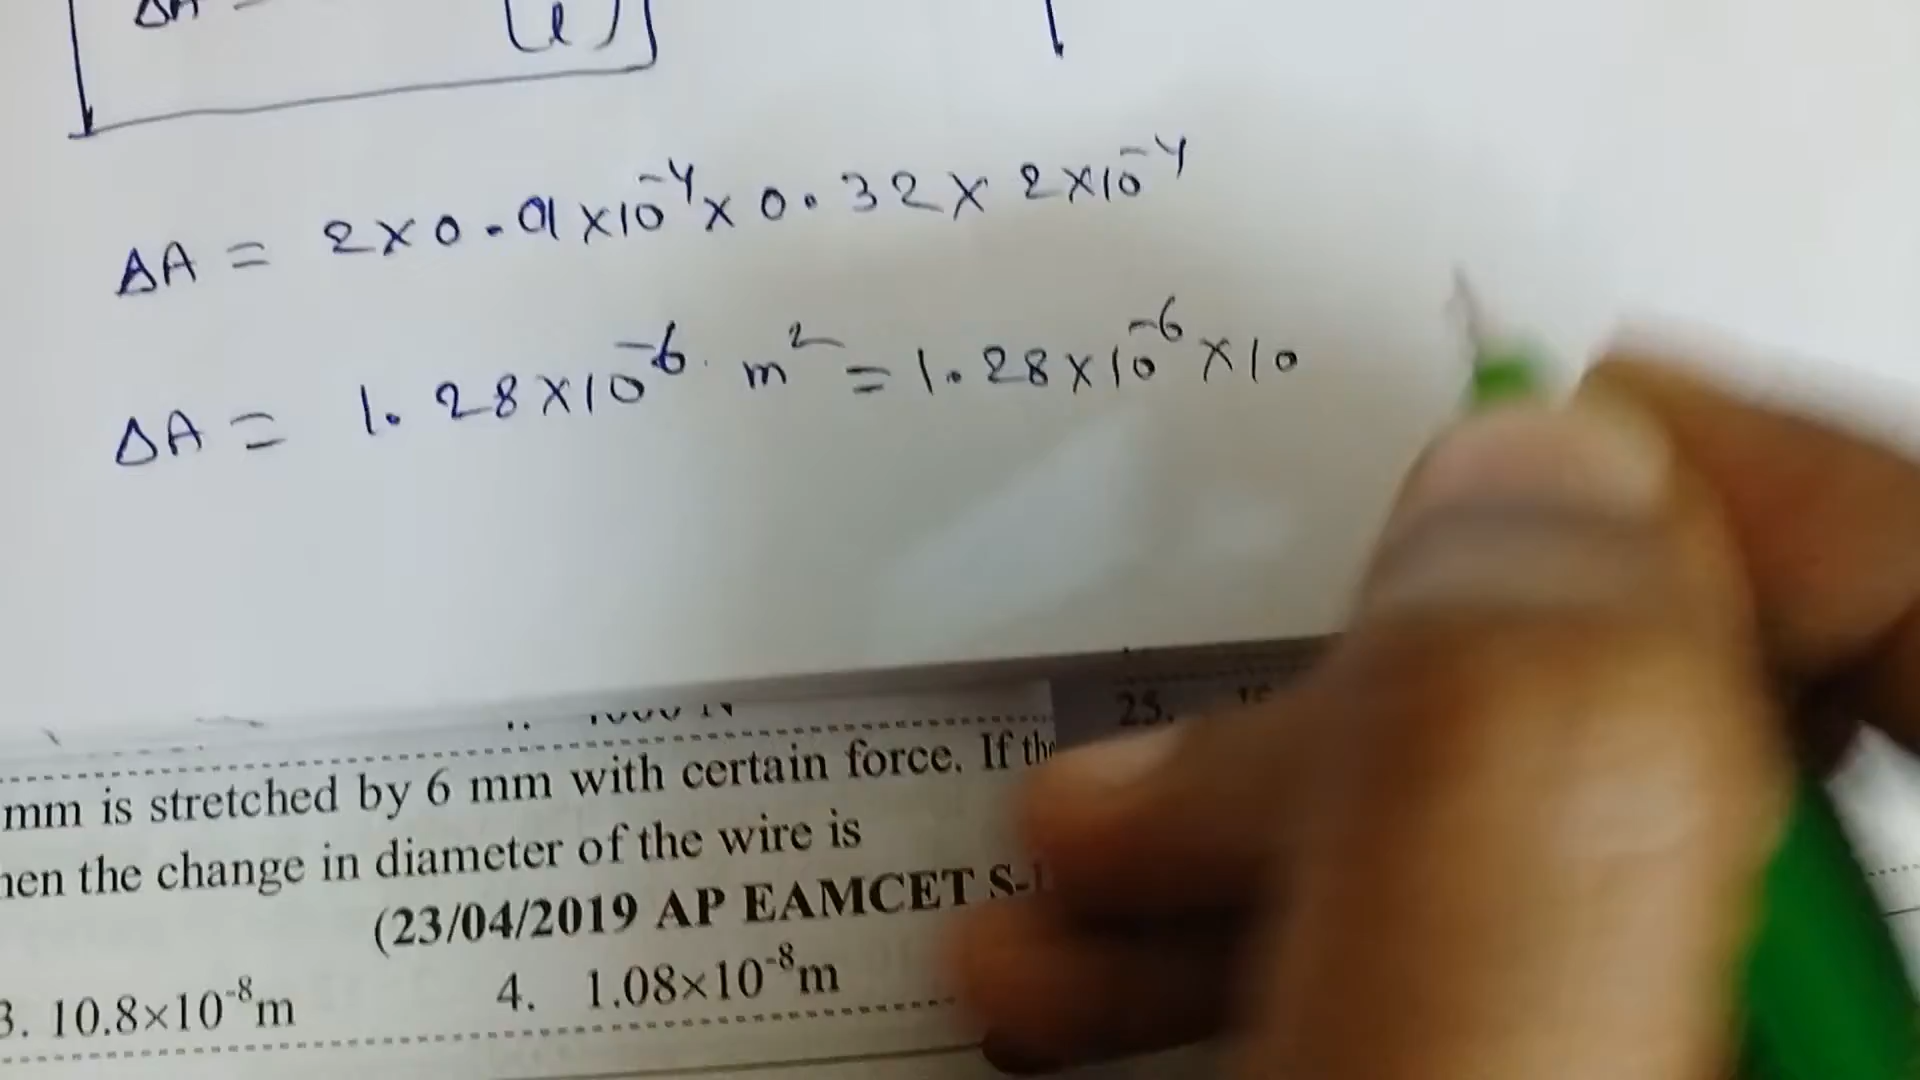 ΔA =
(l)
ΔA = 2×0.01×10⁻⁴×0.32×2×10⁻⁴
ΔA = 1.28×10⁻⁶ m² = 1.28×10⁻⁶×10
25.
mm is stretched by 6 mm with certain force. If the
hen the change in diameter of the wire is
(23/04/2019 AP EAMCET S-
3. 10.8×10⁻⁸m 4. 1.08×10⁻⁸m